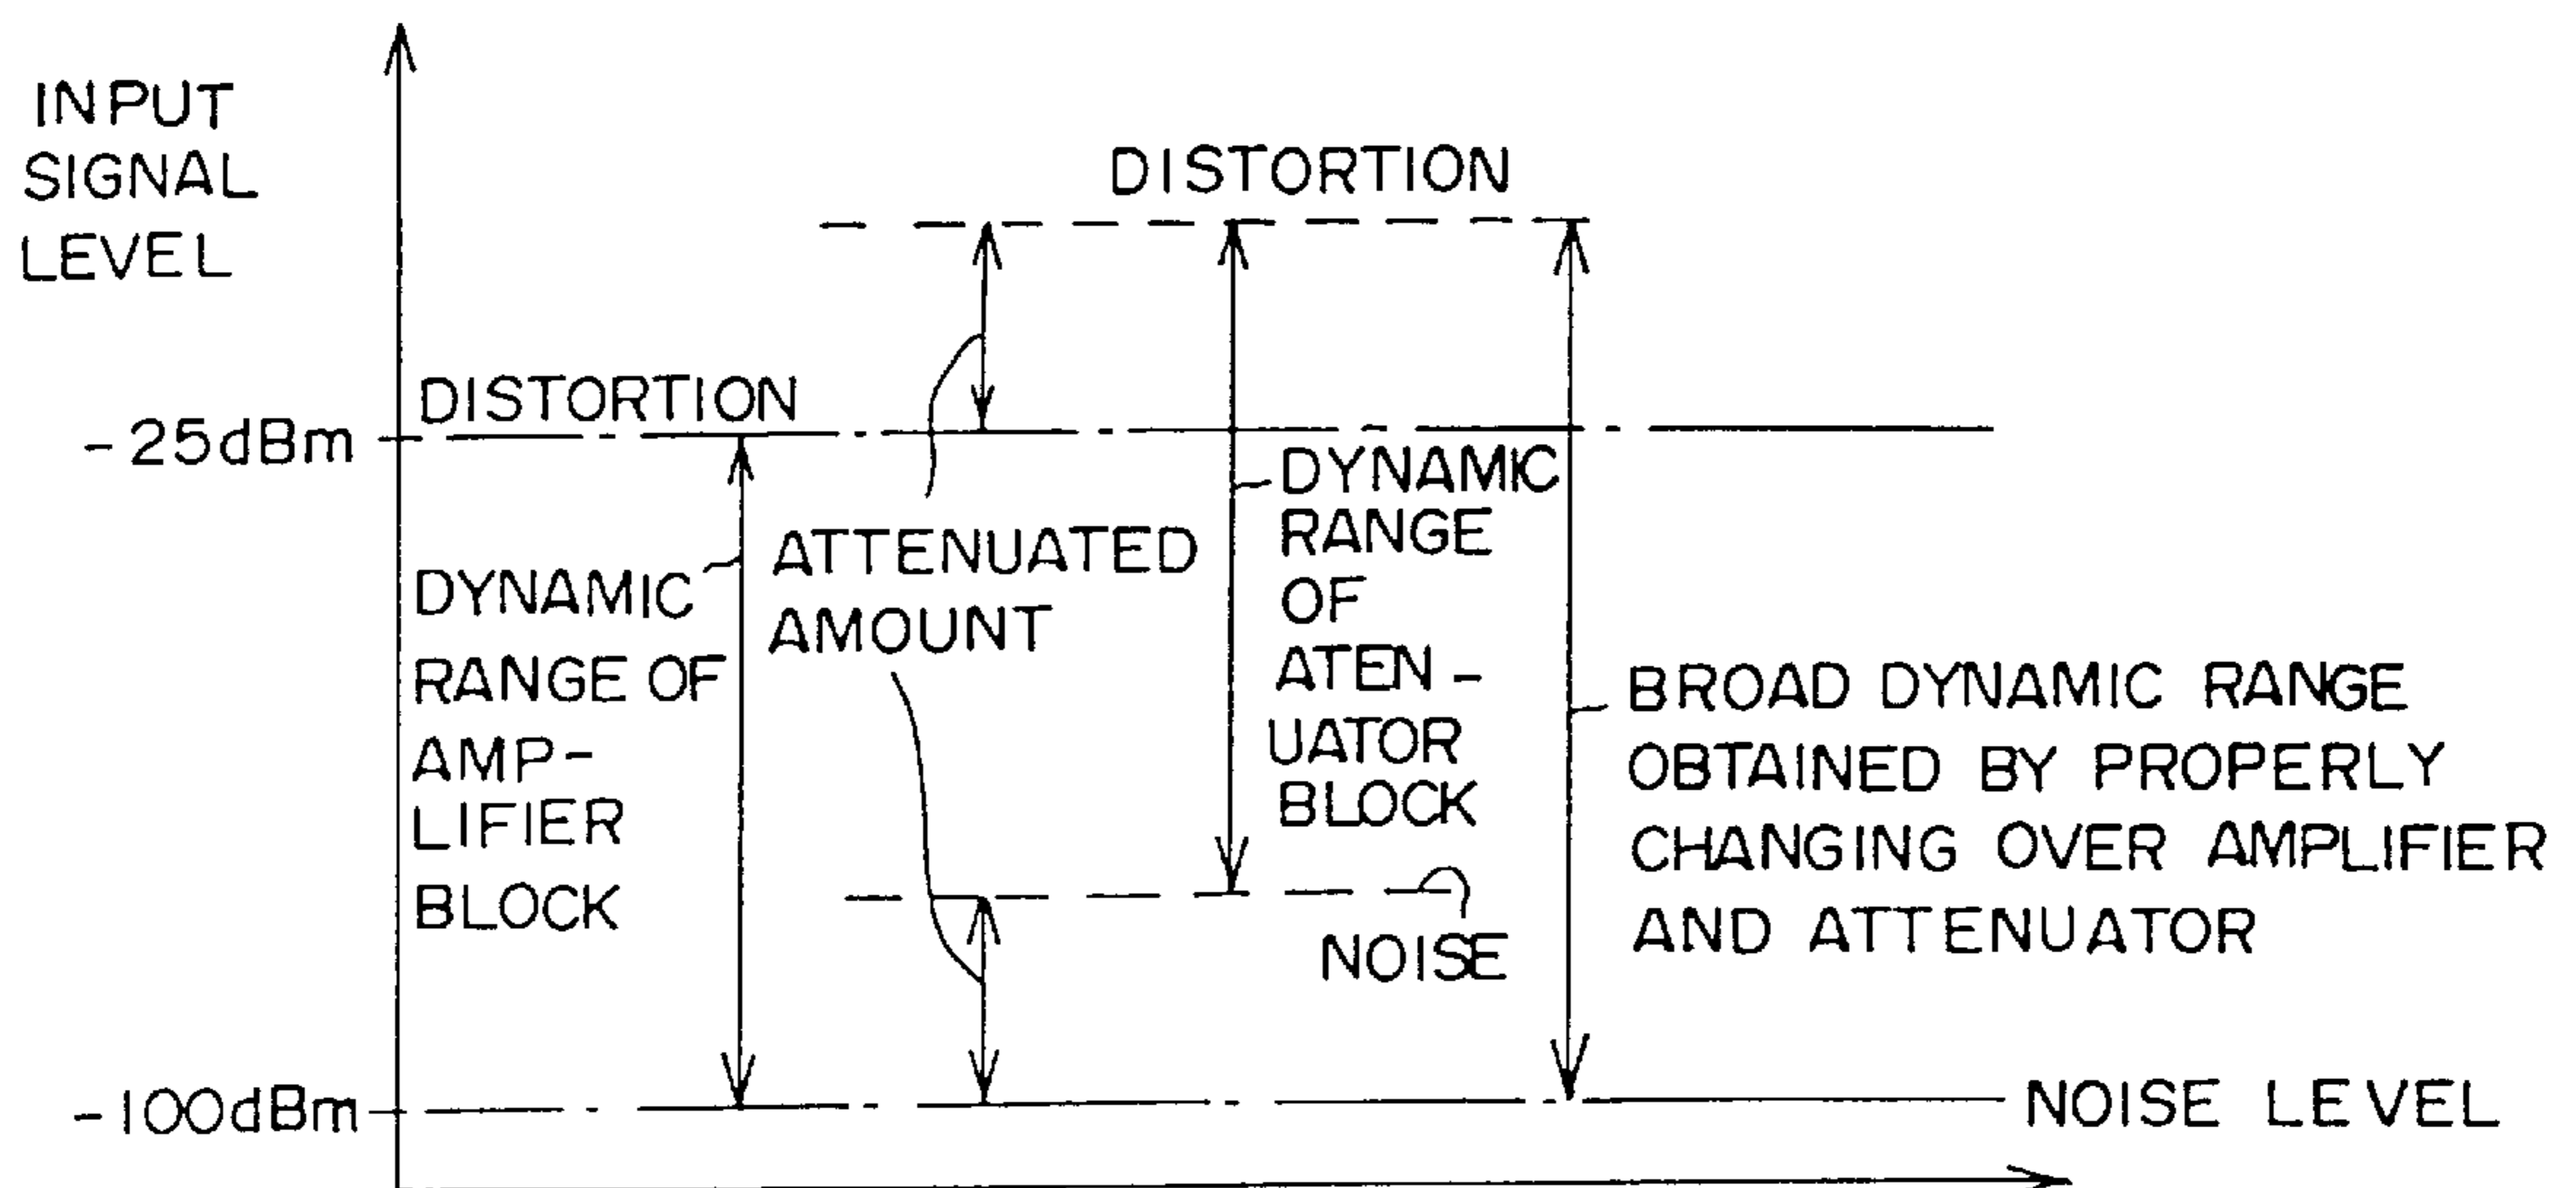 INPUT
SIGNAL
LEVEL
DISTORTION
DISTORTION
-25dBm
DYNAMIC
RANGE OF
AMP-
LIFIER
BLOCK
ATTENUATED
AMOUNT
DYNAMIC
RANGE
OF
ATEN-
UATOR
BLOCK
NOISE
BROAD DYNAMIC RANGE
OBTAINED BY PROPERLY
CHANGING OVER AMPLIFIER
AND ATTENUATOR
-100dBm
NOISE LEVEL